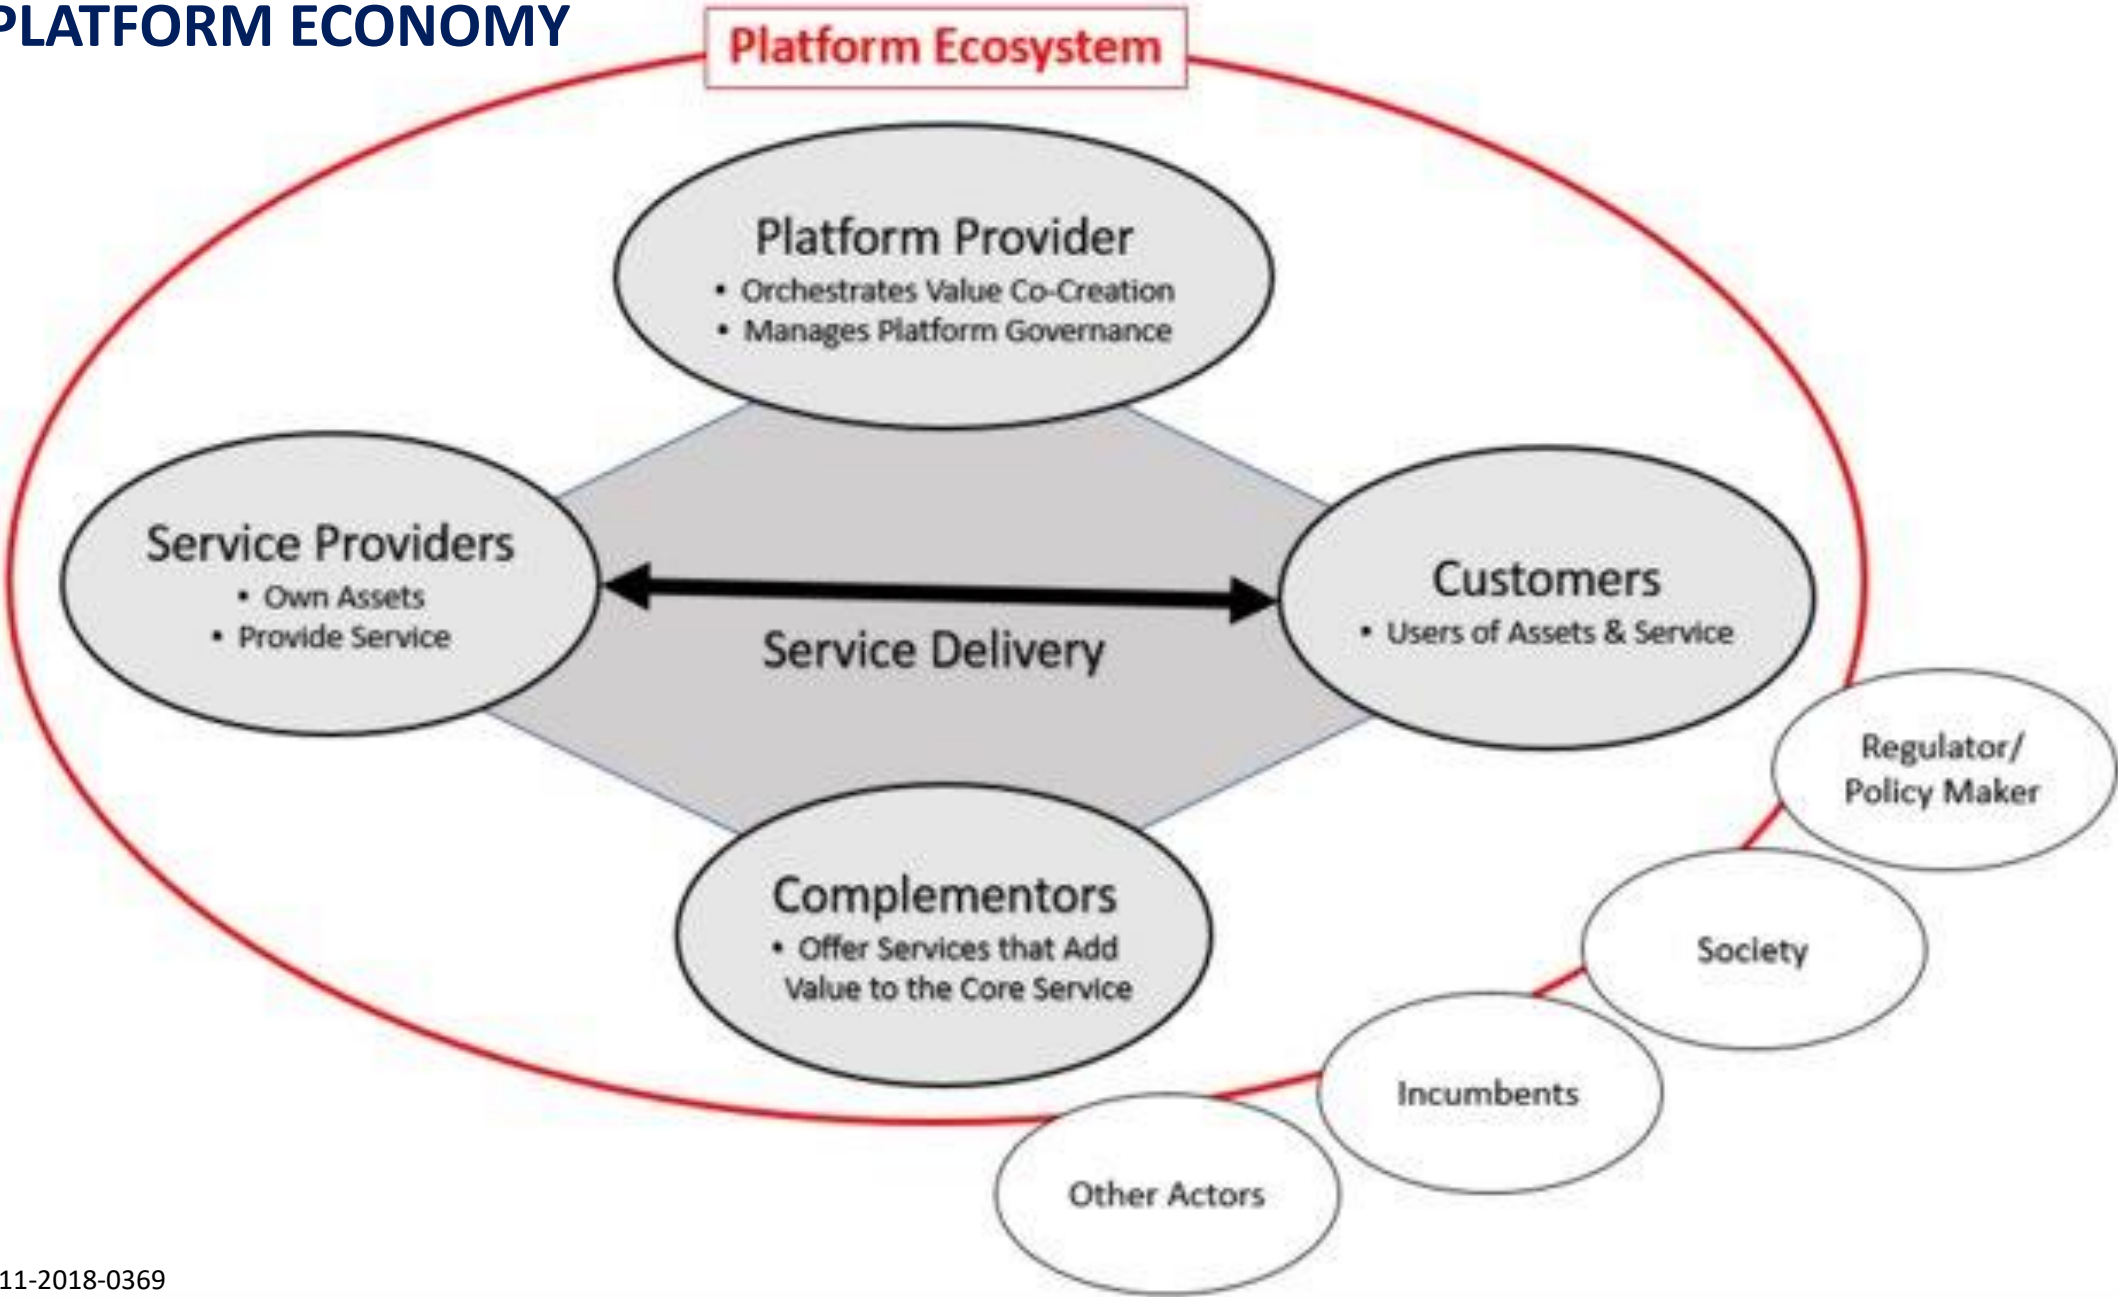 PLATFORM ECONOMY
Platform Ecosystem
Platform Provider
• Orchestrates Value Co-Creation
• Manages Platform Governance
Service Providers
• Own Assets
• Provide Service
Service Delivery
Customers
• Users of Assets & Service
Complementors
• Offer Services that Add
Value to the Core Service
Regulator/
Policy Maker
Society
Incumbents
Other Actors
11-2018-0369